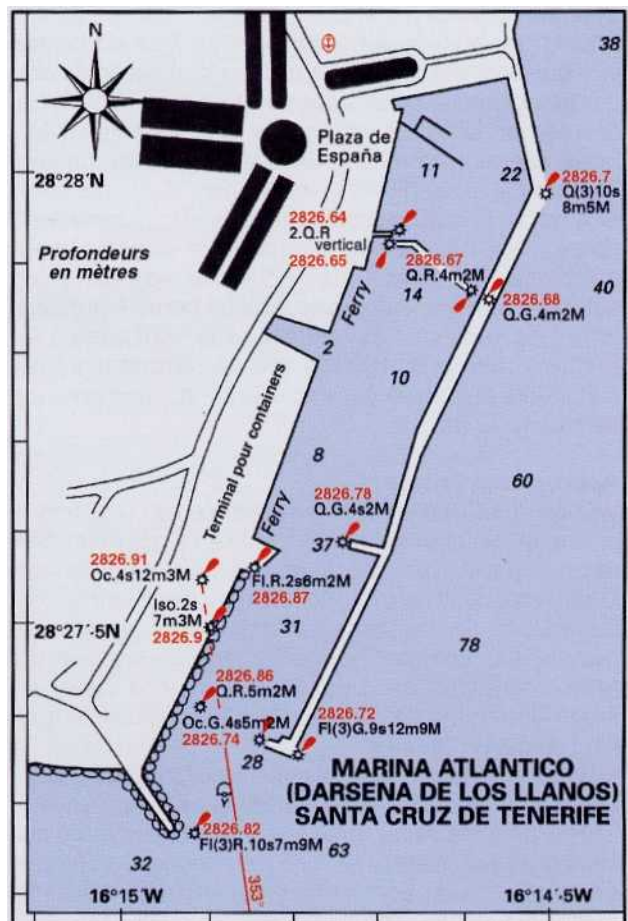 N
38
Plaza de
España
28°28´N
11
22
2826.7
Q(3)10s
8m5M
2826.64
2.Q.R
vertical
2826.65
Profondeurs
en mètres
2826.67
Q.R.4m2M
14
40
2826.68
Q.G.4m2M
Ferry
2
10
Terminal pour containers
8
60
2826.78
Q.G.4s2M
37
Ferry
2826.91
Oc.4s12m3M
Fl.R.2s6m2M
2826.87
Iso.2s
7m3M
2826.9
28°27´·5N
31
78
2826.86
Q.R.5m2M
Oc.G.4s5m2M
2826.74
2826.72
Fl(3)G.9s12m9M
28
MARINA ATLANTICO
(DARSENA DE LOS LLANOS)
SANTA CRUZ DE TENERIFE
2826.82
Fl(3)R.10s7m9M
63
32
353°
16°15´W
16°14´·5W